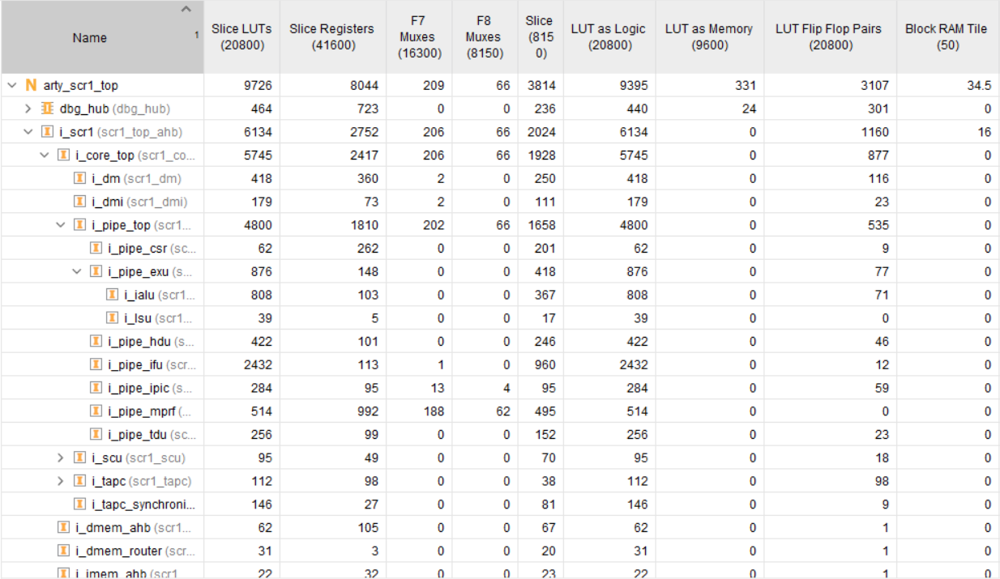 Name 1 Slice LUTs (20800) Slice Registers (41600) F7 Muxes (16300) F8 Muxes (8150) Slice (815 0) LUT as Logic (20800) LUT as Memory (9600) LUT Flip Flop Pairs (20800) Block RAM Tile (50)
N arty_scr1_top 9726 8044 209 66 3814 9395 331 3107 34.5
dbg_hub (dbg_hub) 464 723 0 0 236 440 24 301 0
i_scr1 (scr1_top_ahb) 6134 2752 206 66 2024 6134 0 1160 16
i_core_top (scr1_co... 5745 2417 206 66 1928 5745 0 877 0
i_dm (scr1_dm) 418 360 2 0 250 418 0 116 0
i_dmi (scr1_dmi) 179 73 2 0 111 179 0 23 0
i_pipe_top (scr1... 4800 1810 202 66 1658 4800 0 535 0
i_pipe_csr (sc... 62 262 0 0 201 62 0 9 0
i_pipe_exu (s... 876 148 0 0 418 876 0 77 0
i_ialu (scr1... 808 103 0 0 367 808 0 71 0
i_lsu (scr1... 39 5 0 0 17 39 0 0 0
i_pipe_hdu (s... 422 101 0 0 246 422 0 46 0
i_pipe_ifu (scr... 2432 113 1 0 960 2432 0 12 0
i_pipe_ipic (s... 284 95 13 4 95 284 0 59 0
i_pipe_mprf (... 514 992 188 62 495 514 0 0 0
i_pipe_tdu (sc... 256 99 0 0 152 256 0 23 0
i_scu (scr1_scu) 95 49 0 0 70 95 0 18 0
i_tapc (scr1_tapc) 112 98 0 0 38 112 0 98 0
i_tapc_synchroni... 146 27 0 0 81 146 0 9 0
i_dmem_ahb (scr1... 62 105 0 0 67 62 0 1 0
i_dmem_router (scr... 31 3 0 0 20 31 0 1 0
i_imem_ahb (scr1 22 32 0 0 23 22 0 1 0